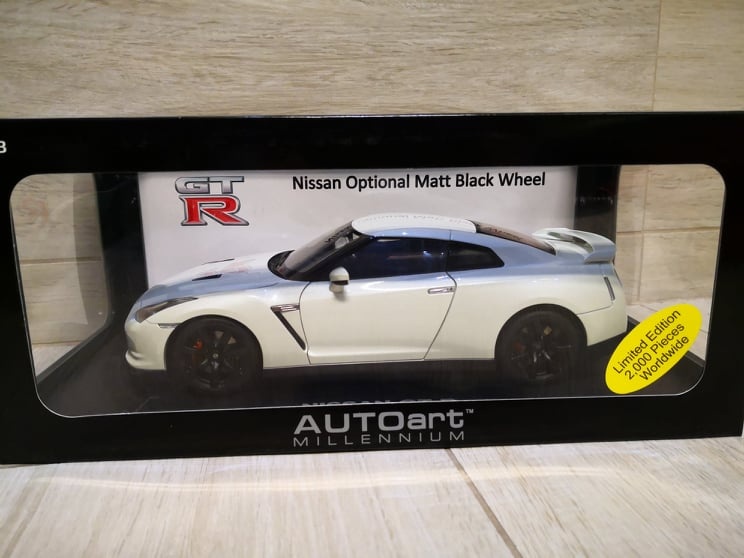 GT
R
Nissan Optional Matt Black Wheel
Limited Edition
2,000 Pieces
Worldwide
AUTOart™
MILLENNIUM